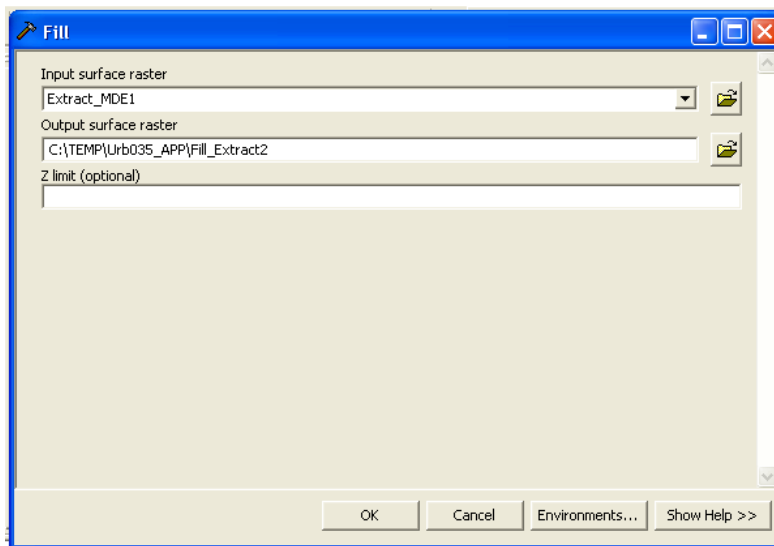 Fill
Input surface raster
Extract_MDE1
Output surface raster
C:\TEMP\Urb035_APP\Fill_Extract2
Z limit (optional)
OK Cancel Environments... Show Help >>